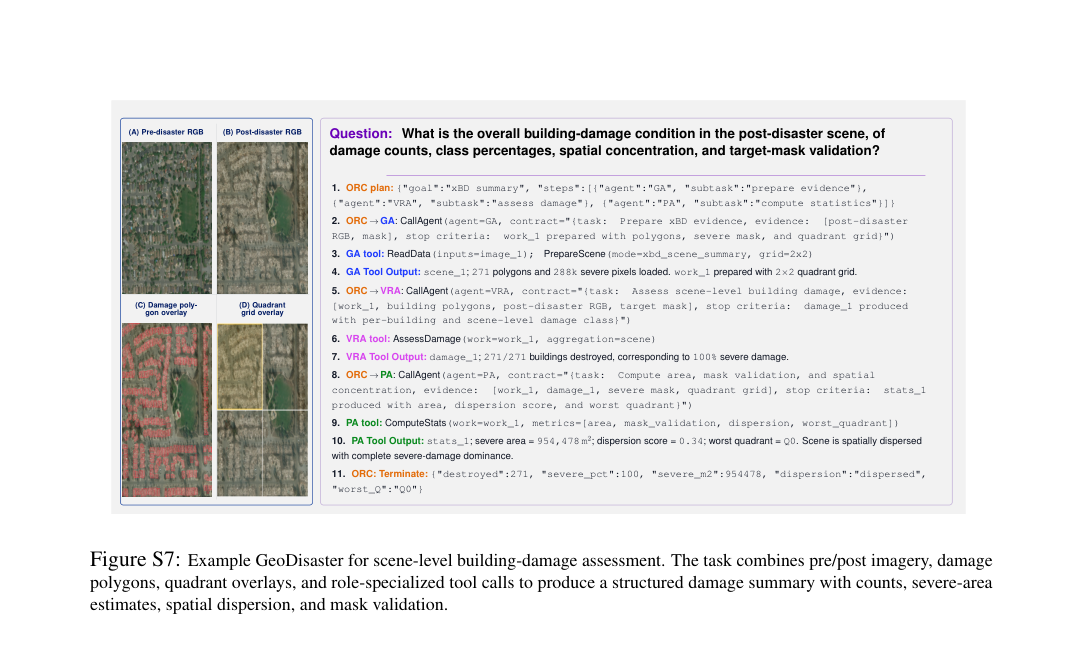 (A) Pre-disaster RGB
(B) Post-disaster RGB
(C) Damage poly-
gon overlay
(D) Quadrant
grid overlay
Question: What is the overall building-damage condition in the post-disaster scene, of
damage counts, class percentages, spatial concentration, and target-mask validation?
1. ORC plan: {"goal":"xBD summary", "steps":[{"agent":"GA", "subtask":"prepare evidence"},
{"agent":"VRA", "subtask":"assess damage"}, {"agent":"PA", "subtask":"compute statistics"}]}
2. ORC→GA: CallAgent(agent=GA, contract="{task: Prepare xBD evidence, evidence: [post-disaster
RGB, mask], stop criteria: work_1 prepared with polygons, severe mask, and quadrant grid}")
3. GA tool: ReadData(inputs=image_1); PrepareScene(mode=xbd_scene_summary, grid=2x2)
4. GA Tool Output: scene_1; 271 polygons and 288k severe pixels loaded. work_1 prepared with 2×2 quadrant grid.
5. ORC→VRA: CallAgent(agent=VRA, contract="{task: Assess scene-level building damage, evidence:
[work_1, building polygons, post-disaster RGB, target mask], stop criteria: damage_1 produced
with per-building and scene-level damage class}")
6. VRA tool: AssessDamage(work=work_1, aggregation=scene)
7. VRA Tool Output: damage_1; 271/271 buildings destroyed, corresponding to 100% severe damage.
8. ORC→PA: CallAgent(agent=PA, contract="{task: Compute area, mask validation, and spatial
concentration, evidence: [work_1, damage_1, severe mask, quadrant grid], stop criteria: stats_1
produced with area, dispersion score, and worst quadrant}")
9. PA tool: ComputeStats(work=work_1, metrics=[area, mask_validation, dispersion, worst_quadrant])
10. PA Tool Output: stats_1; severe area = 954,478 m²; dispersion score = 0.34; worst quadrant = Q0. Scene is spatially dispersed
with complete severe-damage dominance.
11. ORC: Terminate: {"destroyed":271, "severe_pct":100, "severe_m2":954478, "dispersion":"dispersed",
"worst_Q":"Q0"}
Figure S7: Example GeoDisaster for scene-level building-damage assessment. The task combines pre/post imagery, damage
polygons, quadrant overlays, and role-specialized tool calls to produce a structured damage summary with counts, severe-area
estimates, spatial dispersion, and mask validation.